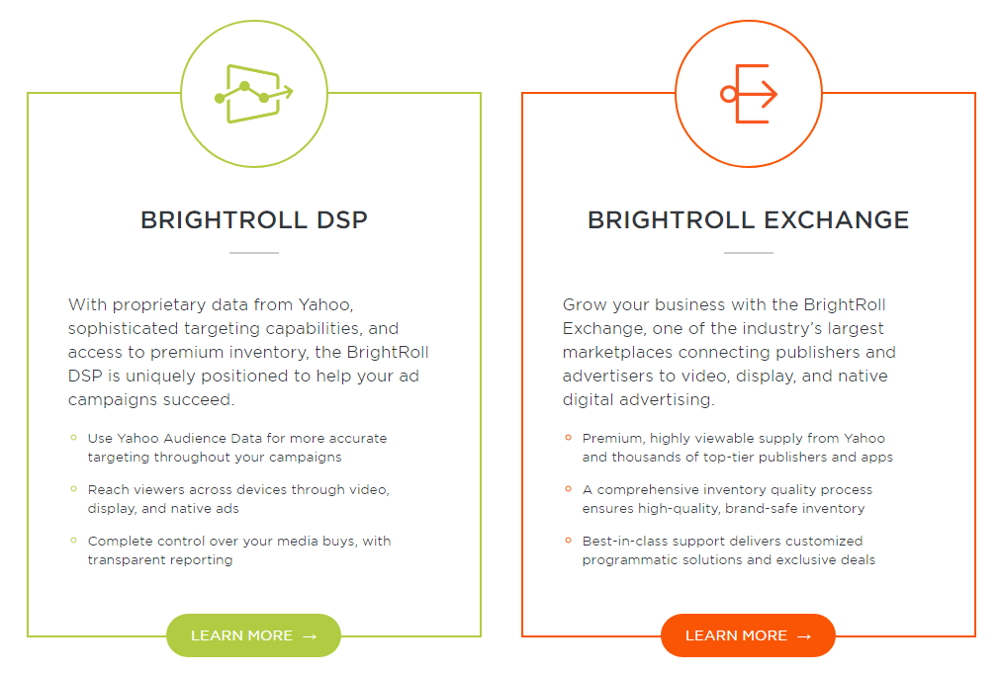 BRIGHTROLL DSP
With proprietary data from Yahoo,
sophisticated targeting capabilities, and
access to premium inventory, the BrightRoll
DSP is uniquely positioned to help your ad
campaigns succeed.
Use Yahoo Audience Data for more accurate
targeting throughout your campaigns
Reach viewers across devices through video,
display, and native ads
Complete control over your media buys, with
transparent reporting
LEARN MORE →
BRIGHTROLL EXCHANGE
Grow your business with the BrightRoll
Exchange, one of the industry’s largest
marketplaces connecting publishers and
advertisers to video, display, and native
digital advertising.
Premium, highly viewable supply from Yahoo
and thousands of top-tier publishers and apps
A comprehensive inventory quality process
ensures high-quality, brand-safe inventory
Best-in-class support delivers customized
programmatic solutions and exclusive deals
LEARN MORE →